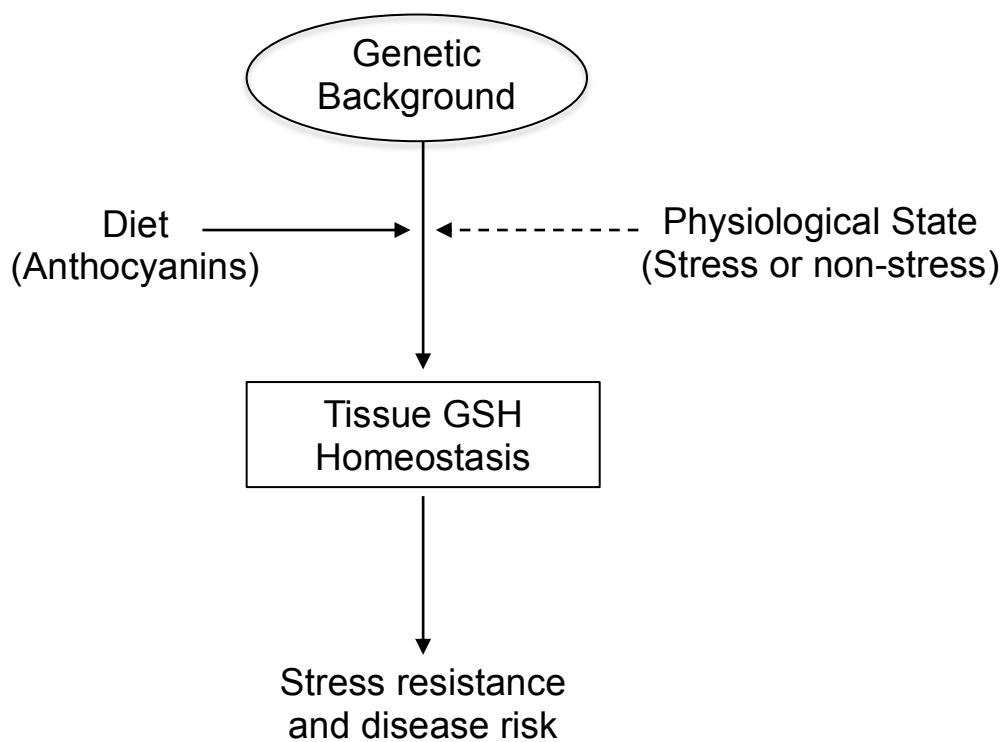 Genetic
Background
Diet
(Anthocyanins)
Physiological State
(Stress or non-stress)
Tissue GSH
Homeostasis
Stress resistance
and disease risk